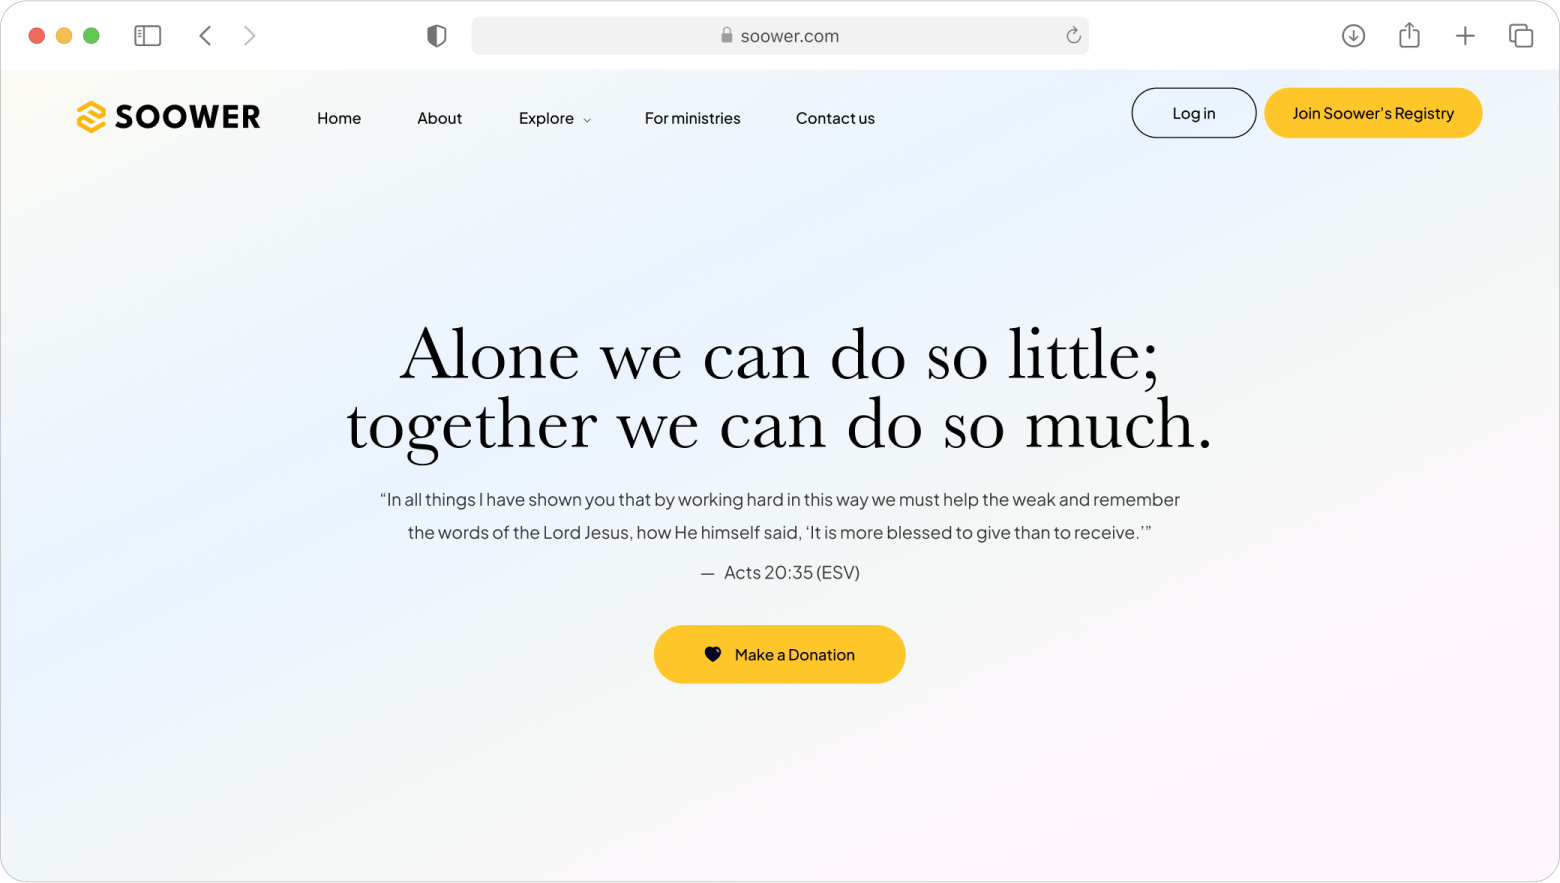 soower.com
SOOWER
Home
About
Explore
For ministries
Contact us
Log in
Join Soower’s Registry
Alone we can do so little;
together we can do so much.
“In all things I have shown you that by working hard in this way we must help the weak and remember
the words of the Lord Jesus, how He himself said, ‘It is more blessed to give than to receive.’”
— Acts 20:35 (ESV)
Make a Donation